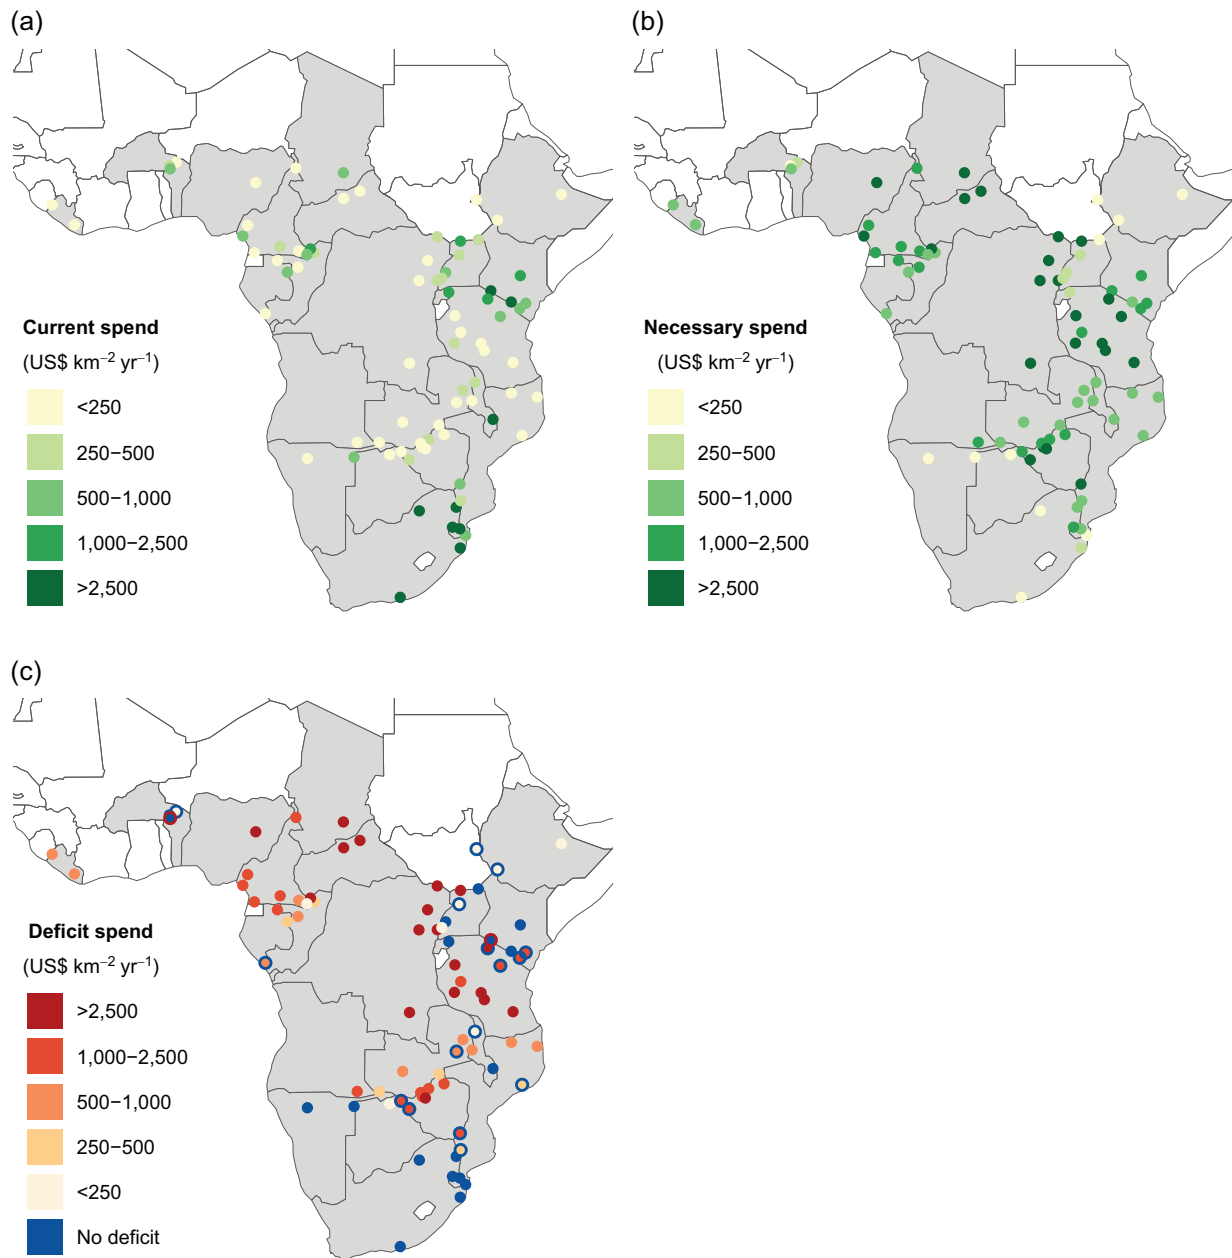 (a)
(b)
Current spend
(US$ km⁻² yr⁻¹)
<250
250–500
500–1,000
1,000–2,500
>2,500
Necessary spend
(US$ km⁻² yr⁻¹)
<250
250–500
500–1,000
1,000–2,500
>2,500
(c)
Deficit spend
(US$ km⁻² yr⁻¹)
>2,500
1,000–2,500
500–1,000
250–500
<250
No deficit